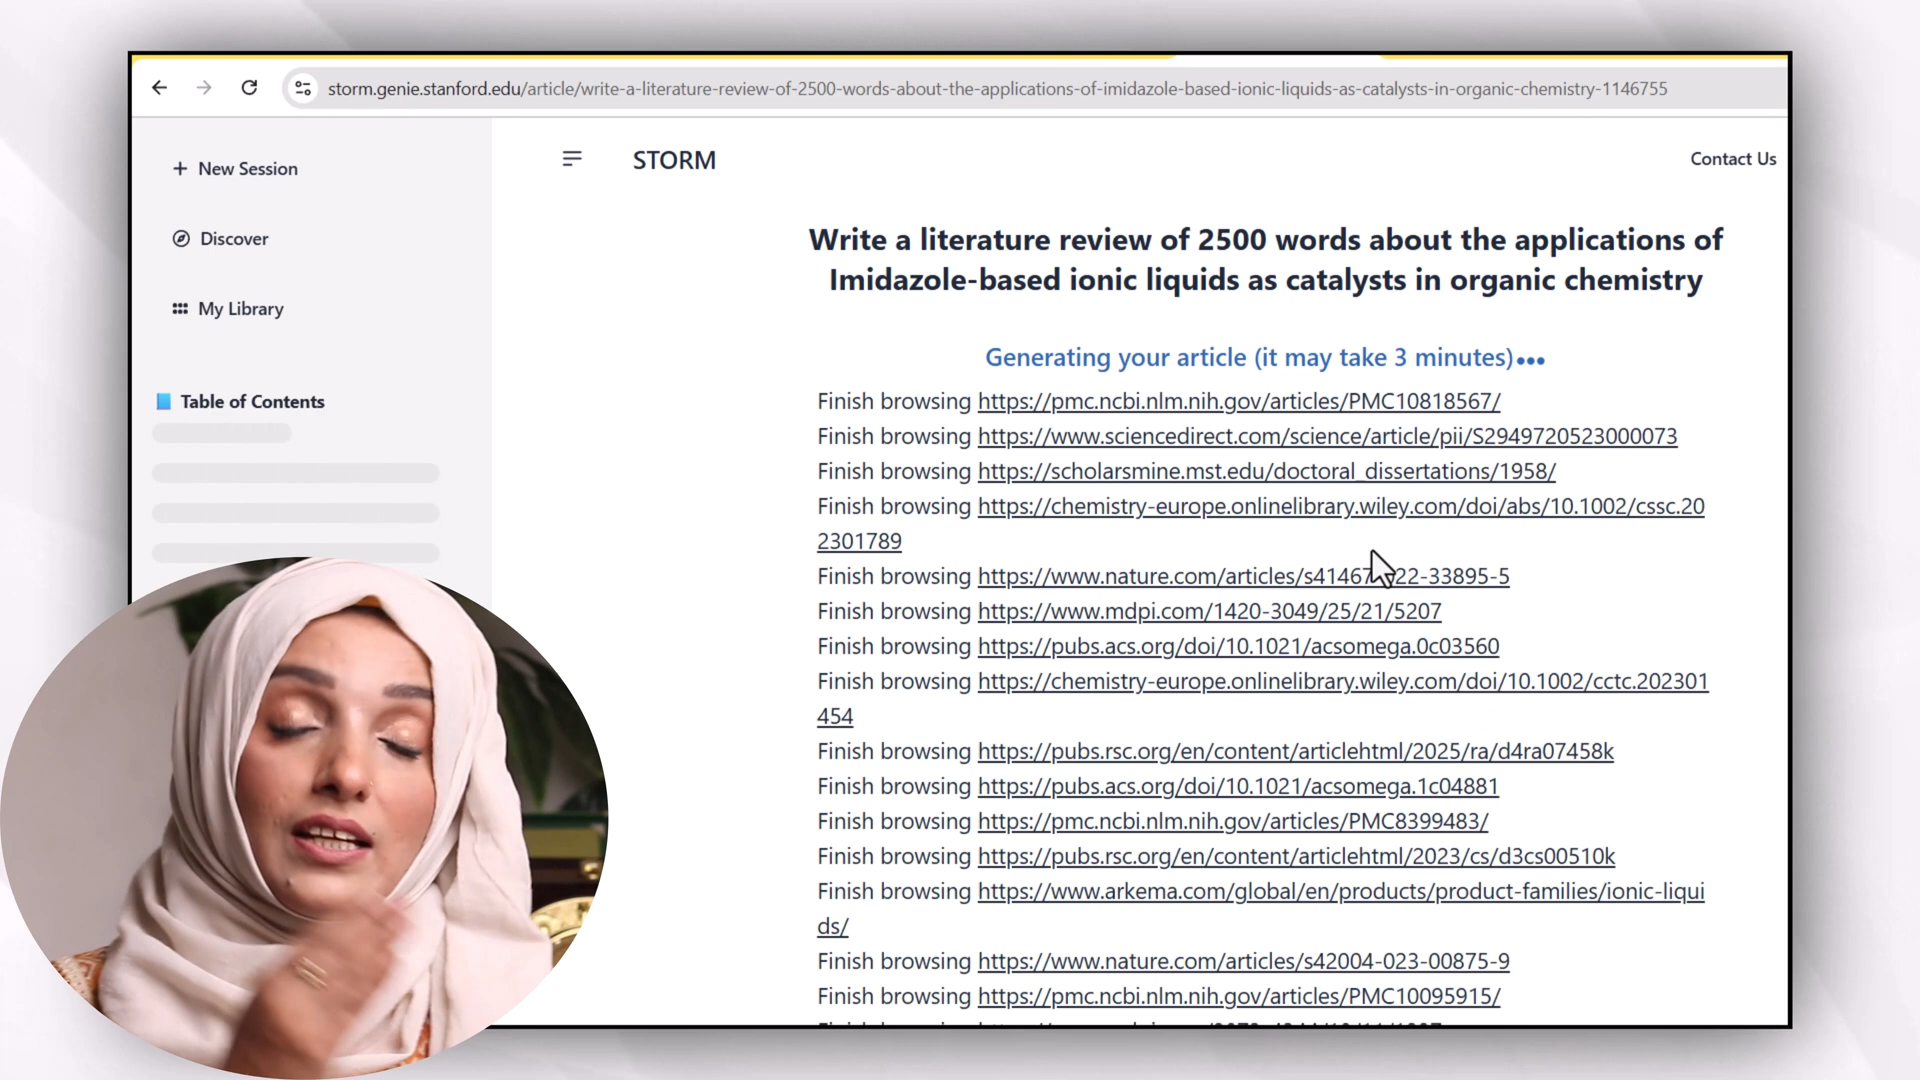 storm.genie.stanford.edu/article/write-a-literature-review-of-2500-words-about-the-applications-of-imidazole-based-ionic-liquids-as-catalysts-in-organic-chemistry-1146755
New Session
Discover
My Library
Table of Contents
STORM
Contact Us
Write a literature review of 2500 words about the applications of
Imidazole-based ionic liquids as catalysts in organic chemistry
Generating your article (it may take 3 minutes)•••
Finish browsing https://pmc.ncbi.nlm.nih.gov/articles/PMC10818567/
Finish browsing https://www.sciencedirect.com/science/article/pii/S2949720523000073
Finish browsing https://scholarsmine.mst.edu/doctoral_dissertations/1958/
Finish browsing https://chemistry-europe.onlinelibrary.wiley.com/doi/abs/10.1002/cssc.20
2301789
Finish browsing https://www.nature.com/articles/s41467 22-33895-5
Finish browsing https://www.mdpi.com/1420-3049/25/21/5207
Finish browsing https://pubs.acs.org/doi/10.1021/acsomega.0c03560
Finish browsing https://chemistry-europe.onlinelibrary.wiley.com/doi/10.1002/cctc.202301
454
Finish browsing https://pubs.rsc.org/en/content/articlehtml/2025/ra/d4ra07458k
Finish browsing https://pubs.acs.org/doi/10.1021/acsomega.1c04881
Finish browsing https://pmc.ncbi.nlm.nih.gov/articles/PMC8399483/
Finish browsing https://pubs.rsc.org/en/content/articlehtml/2023/cs/d3cs00510k
Finish browsing https://www.arkema.com/global/en/products/product-families/ionic-liqui
ds/
Finish browsing https://www.nature.com/articles/s42004-023-00875-9
Finish browsing https://pmc.ncbi.nlm.nih.gov/articles/PMC10095915/